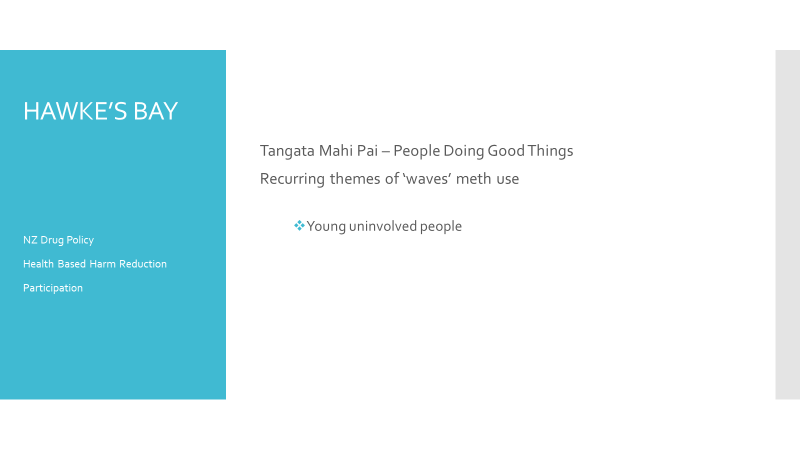 HAWKE'S BAY
NZ Drug Policy
Health Based Harm Reduction
Participation
Tangata Mahi Pai – People Doing Good Things
Recurring themes of ‘waves’ meth use
❖Young uninvolved people